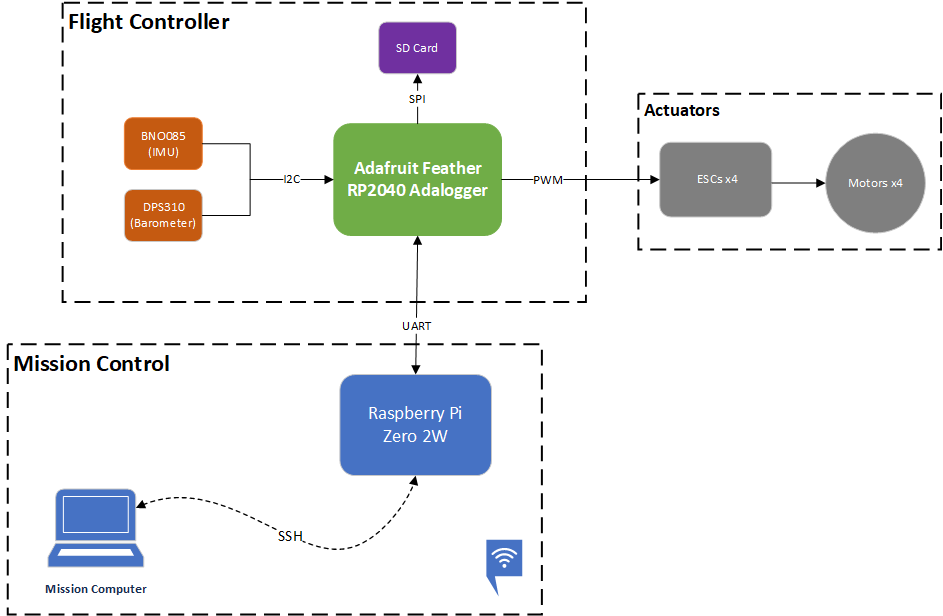 Flight Controller
SD Card
SPI
BNO085
(IMU)
DPS310
(Barometer)
I2C
Adafruit Feather
RP2040 Adalogger
PWM
Actuators
ESCs x4
Motors x4
UART
Mission Control
Raspberry Pi
Zero 2W
SSH
Mission Computer